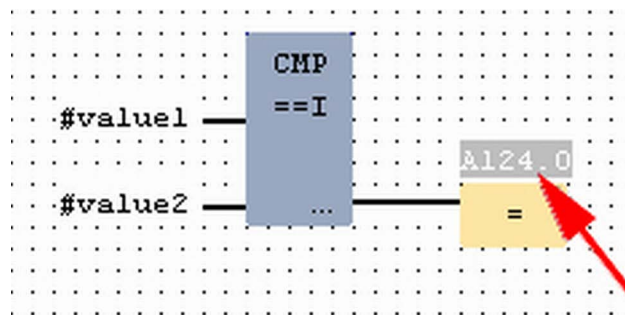 CMP
==I
#value1
A124.0
#value2
...
=